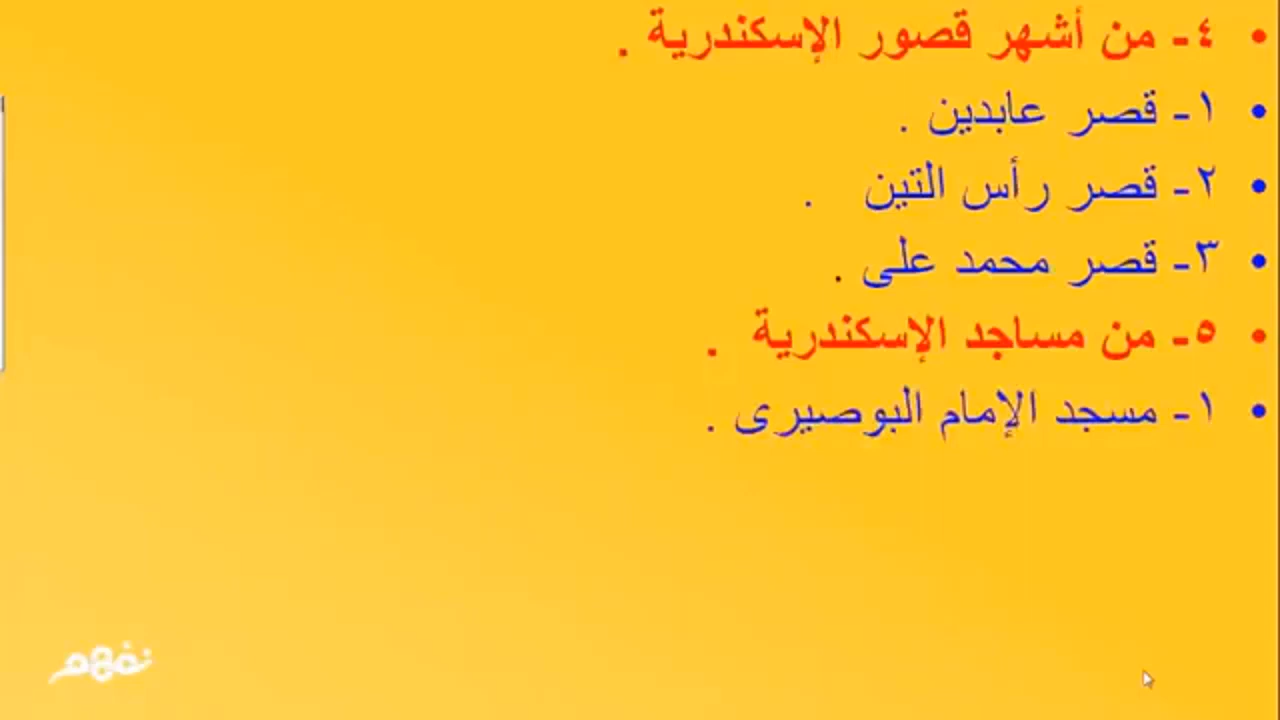 • ٤- من أشهر قصور الإسكندرية .
• ١- قصر عابدين .
• ٢- قصر رأس التين .
• ٣- قصر محمد على .
• ٥- من مساجد الإسكندرية .
• ١- مسجد الإمام البوصيرى .
نفهم